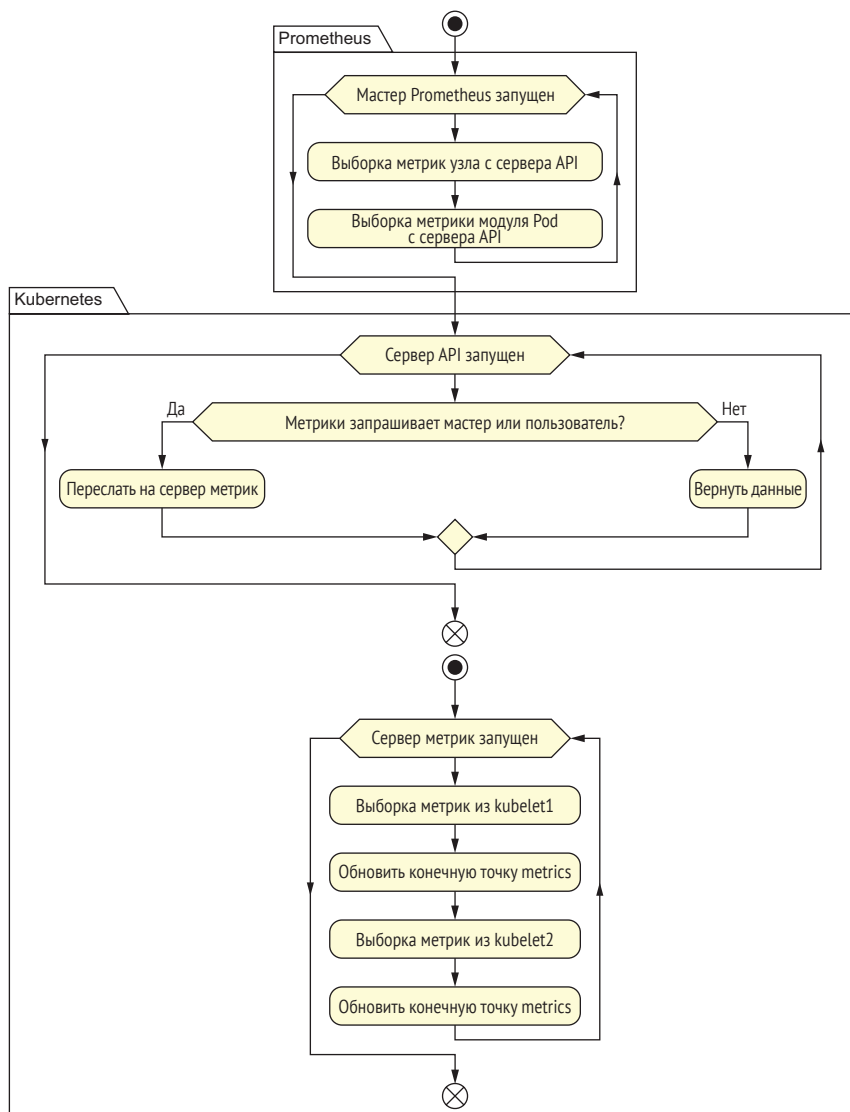 Prometheus
Мастер Prometheus запущен
Выборка метрик узла с сервера API
Выборка метрики модуля Pod
с сервера API
Kubernetes
Сервер API запущен
Да
Метрики запрашивает мастер или пользователь?
Нет
Переслать на сервер метрик
Вернуть данные
Сервер метрик запущен
Выборка метрик из kubelet1
Обновить конечную точку metrics
Выборка метрик из kubelet2
Обновить конечную точку metrics